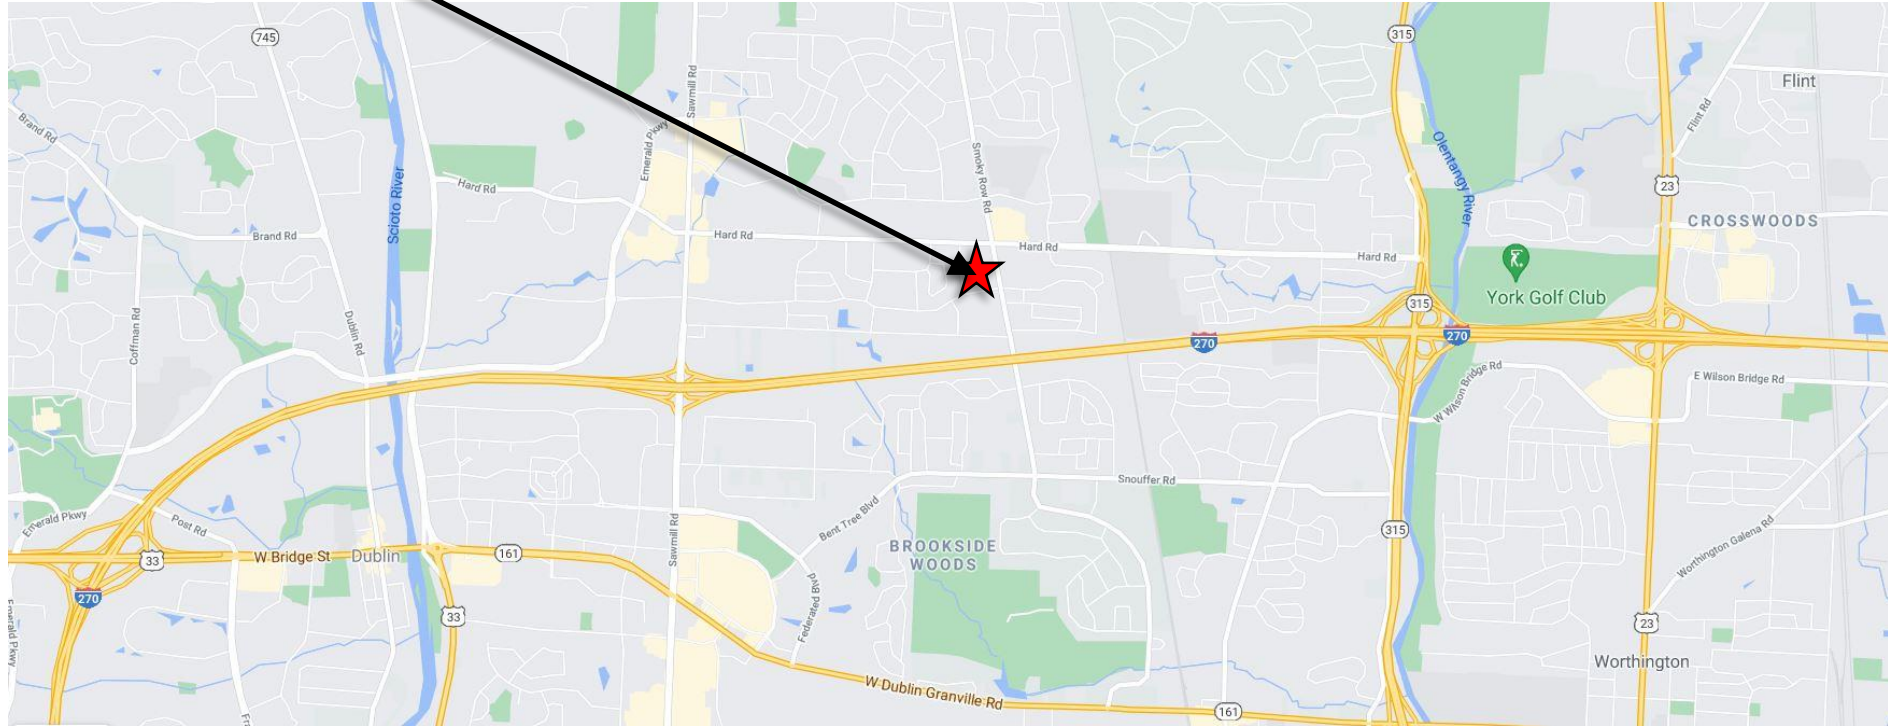 745
315
Flint
Sawmill Rd
Flint Rd
Brand Rd
Emerald Pkwy
Olentangy River
Smoky Row Rd
Scioto River
Hard Rd
23
CROSSWOODS
Brand Rd
Hard Rd
Hard Rd
Hard Rd
York Golf Club
315
Coffman Rd
Dublin Rd
270
270
E Wilson Bridge Rd
W Wilson Bridge Rd
Snouffer Rd
Emerald Pkwy
Post Rd
Bent Tree Blvd
315
Worthington Galena Rd
Sawmill Rd
BROOKSIDE
WOODS
33
W Bridge St
Dublin
161
270
33
Federated Blvd
23
Emerald Pkwy
Worthington
W Dublin Granville Rd
161